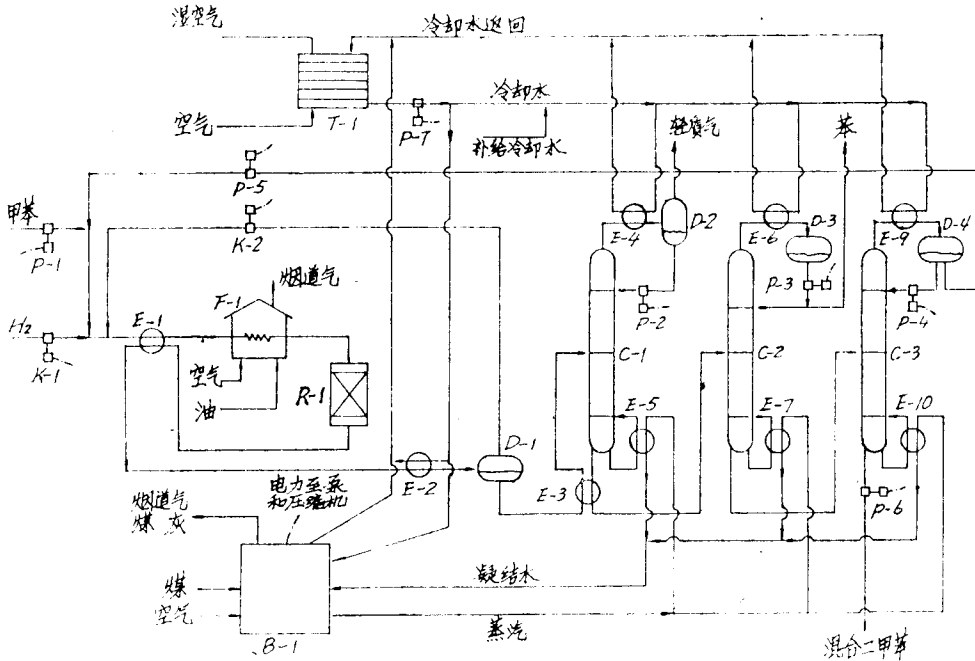 湿空气
冷却水返回
T-1
空气
P-7
冷却水
补给冷却水
轻质气
苯
P-5
甲苯
P-1
K-2
E-4
D-2
E-6
D-3
E-9
D-4
烟道气
F-1
P-2
P-3
P-4
H2
K-1
E-1
空气
油
R-1
C-1
C-2
C-3
E-5
E-7
E-10
D-1
E-2
E-3
P-6
烟道气
煤灰
电力至泵
和压缩机
煤
空气
B-1
凝结水
蒸汽
混合二甲苯